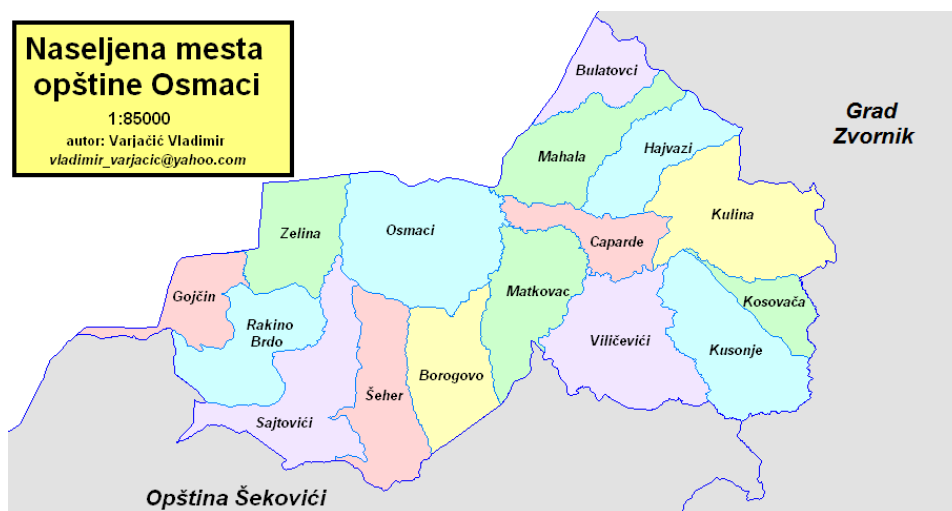 Naseljena mesta
opštine Osmaci
1:85000
autor: Varjačić Vladimir
vladimir_varjacic@yahoo.com
Bulatovci
Grad
Zvornik
Mahala
Hajvazi
Kulina
Zelina
Osmaci
Caparde
Gojčin
Matkovac
Kosovača
Rakino
Brdo
Viličevići
Kusonje
Borogovo
Šeher
Sajtovići
Opština Šekovići